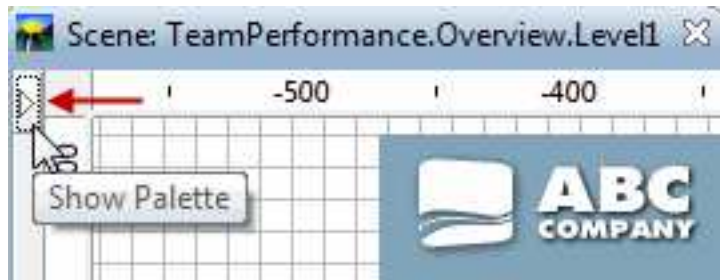 Scene: TeamPerformance.Overview.Level1
-500
-400
Show Palette
ABC
COMPANY